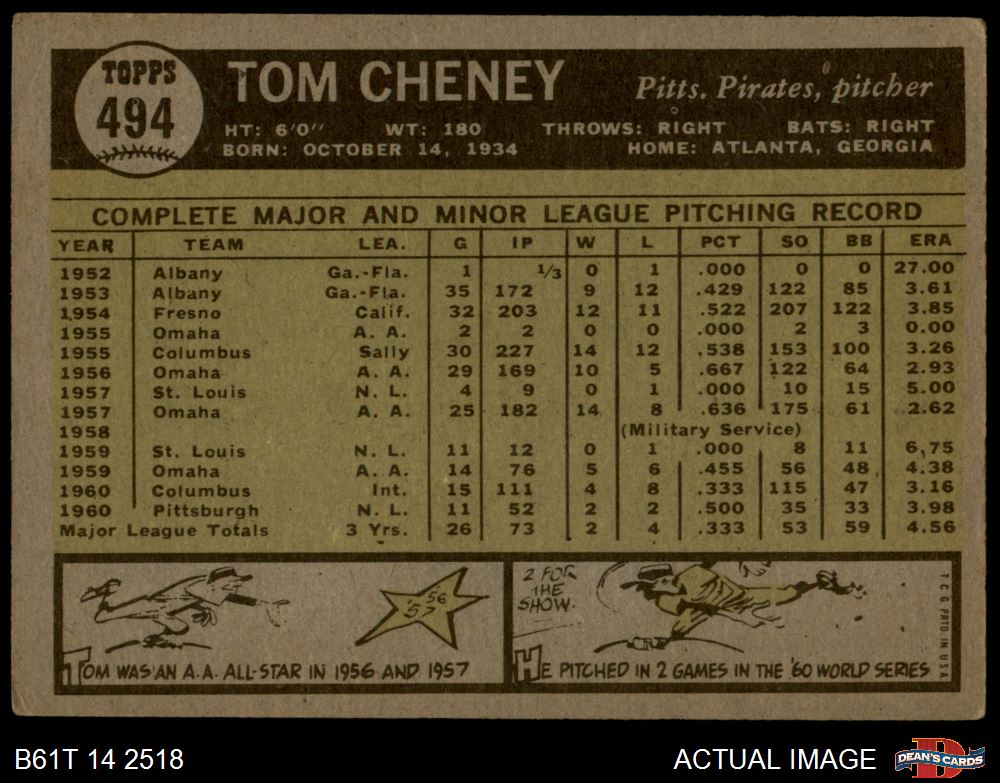 TOPPS
494
TOM CHENEY
Pitts. Pirates, pitcher
HT: 6'0" WT: 180 THROWS: RIGHT BATS: RIGHT
BORN: OCTOBER 14, 1934 HOME: ATLANTA, GEORGIA
COMPLETE MAJOR AND MINOR LEAGUE PITCHING RECORD
YEAR TEAM LEA. G IP W L PCT SO BB ERA
1952 Albany Ga.-Fla. 1 1/3 0 1 .000 0 0 27.00
1953 Albany Ga.-Fla. 35 172 9 12 .429 122 85 3.61
1954 Fresno Calif. 32 203 12 11 .522 207 122 3.85
1955 Omaha A. A. 2 2 0 0 .000 2 3 0.00
1955 Columbus Sally 30 227 14 12 .538 153 100 3.26
1956 Omaha A. A. 29 169 10 5 .667 122 64 2.93
1957 St. Louis N. L. 4 9 0 1 .000 10 15 5.00
1957 Omaha A. A. 25 182 14 8 .636 175 61 2.62
1958 (Military Service)
1959 St. Louis N. L. 11 12 0 1 .000 8 11 6.75
1959 Omaha A. A. 14 76 5 6 .455 56 48 4.38
1960 Columbus Int. 15 111 4 8 .333 115 47 3.16
1960 Pittsburgh N. L. 11 52 2 2 .500 35 33 3.98
Major League Totals 3 Yrs. 26 73 2 4 .333 53 59 4.56
56
57
TOM WAS AN A.A. ALL-STAR IN 1956 AND 1957
2 FOR
THE
SHOW.
HE PITCHED IN 2 GAMES IN THE '60 WORLD SERIES
T.C.G. PRTD. IN U.S.A.
B61T 14 2518
ACTUAL IMAGE
DEAN'S CARDS